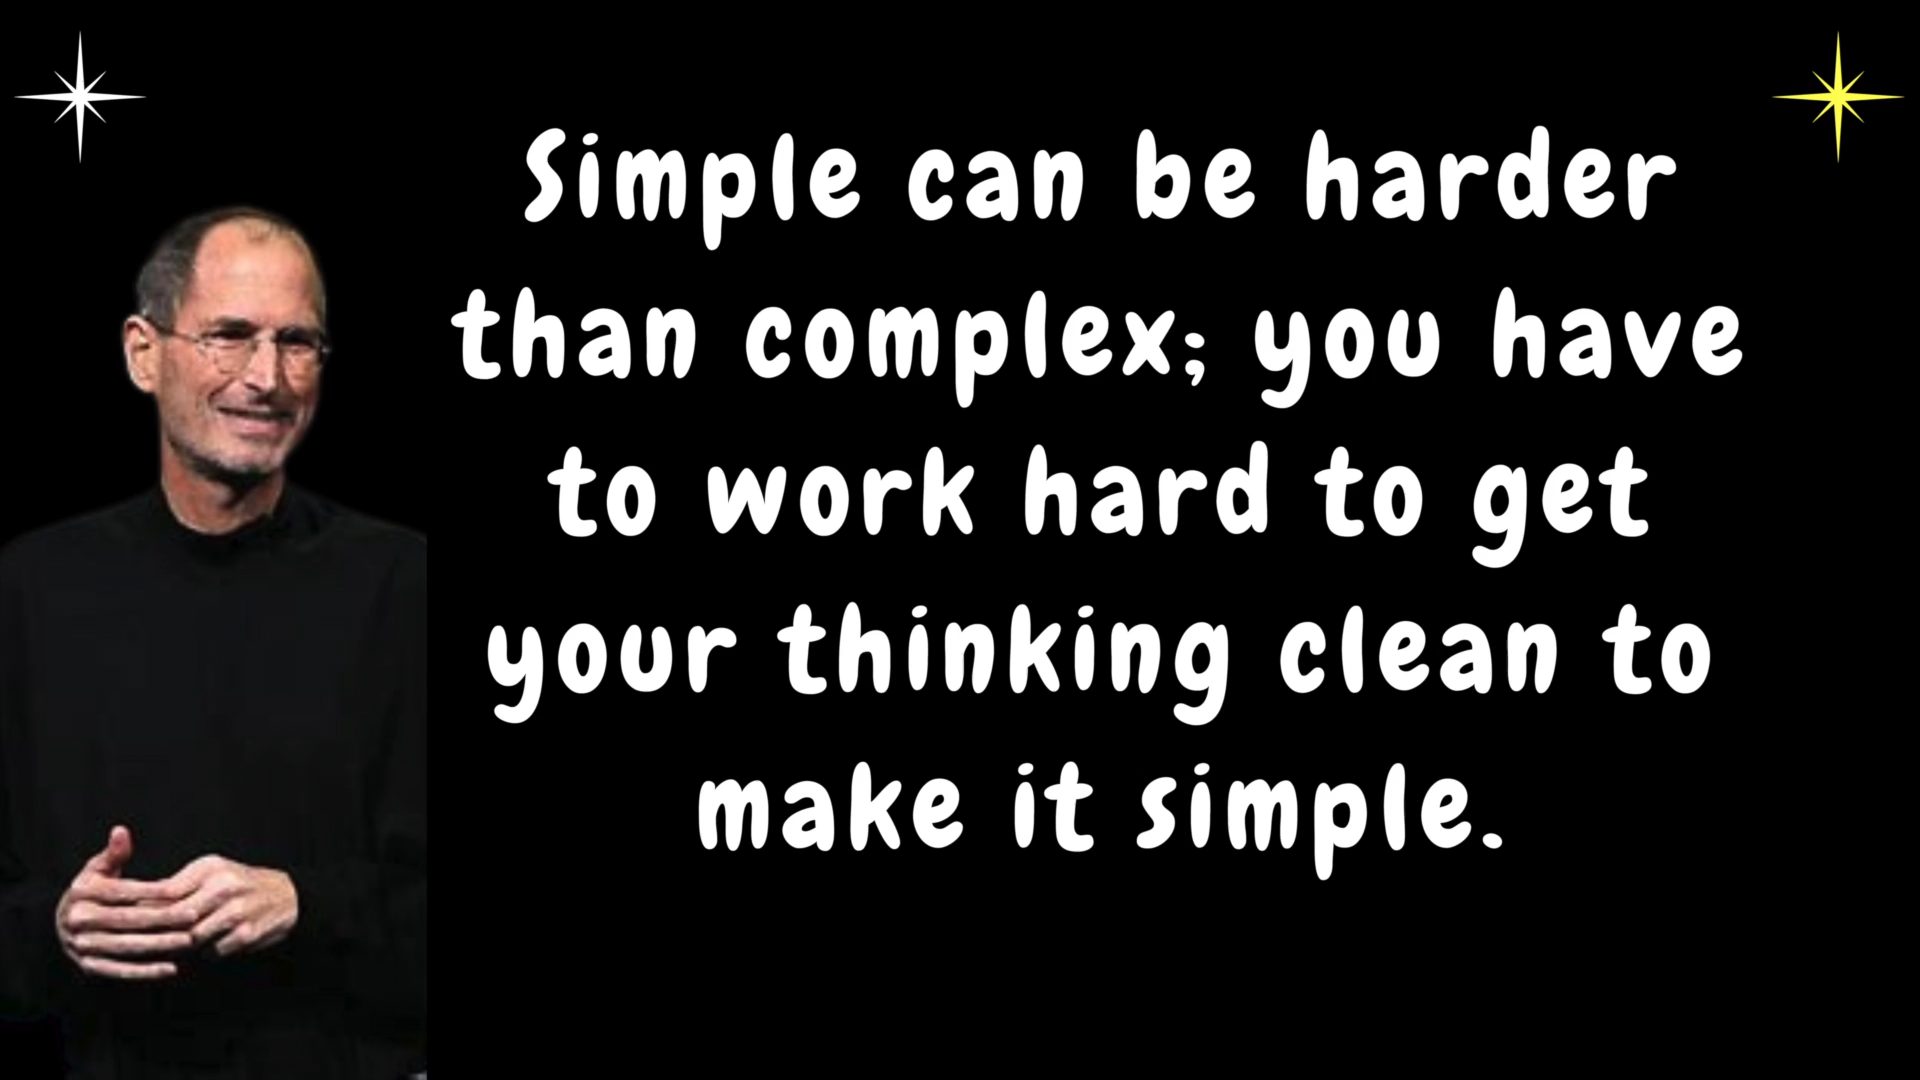 Simple can be harder
than complex; you have
to work hard to get
your thinking clean to
make it simple.